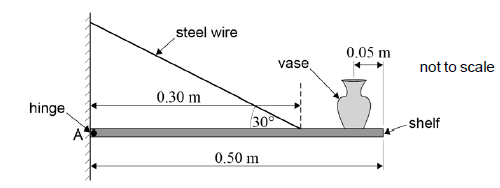 steel wire
0.05 m
vase
not to scale
0.30 m
hinge
30°
A
shelf
0.50 m